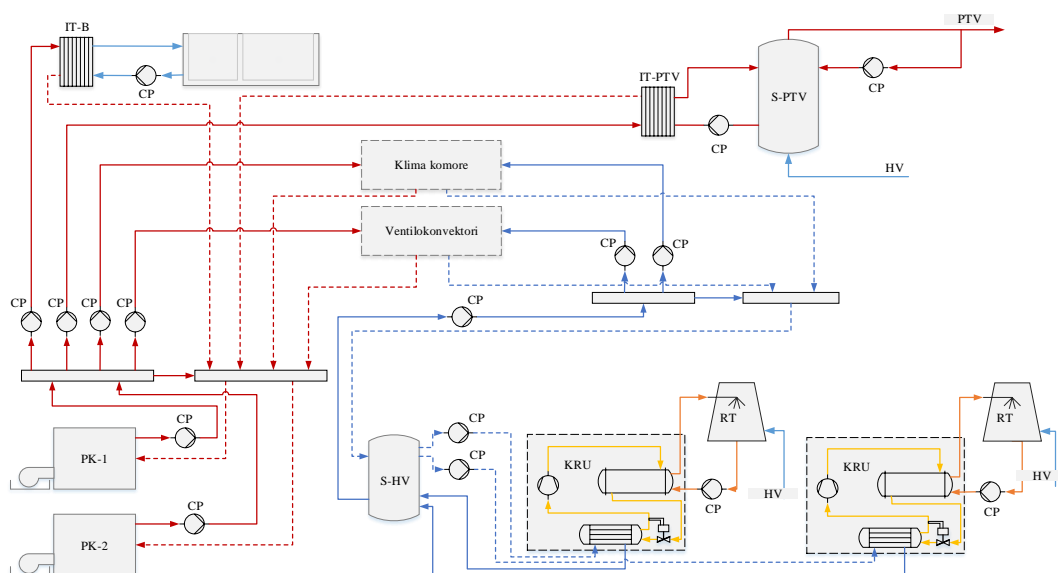 PTV
IT-B
CP
IT-PTV
S-PTV
CP
CP
HV
Klima komore
Ventilokonvektori
CP
CP
CP
CP
CP
CP
CP
CP
PK-1
CP
PK-2
S-HV
CP
CP
KRU
RT
HV
CP
KRU
RT
HV
CP